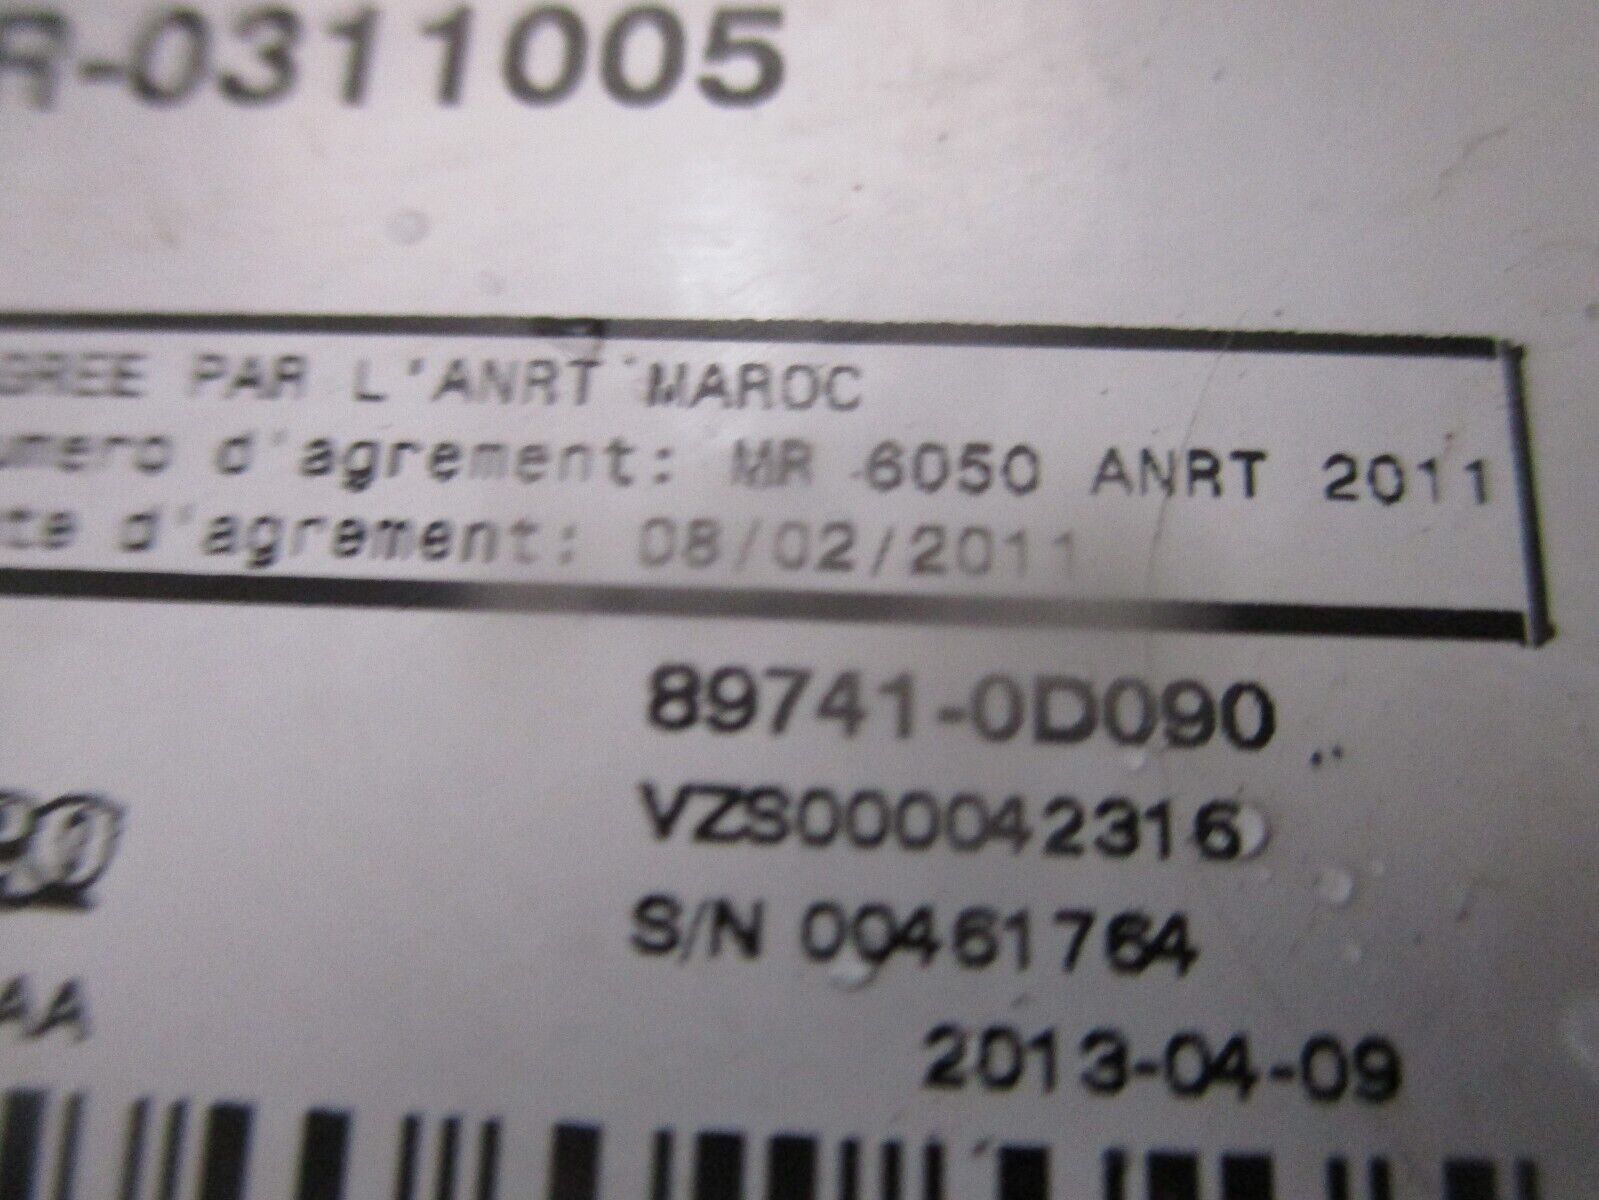 R-0311005
GREE PAR L'ANRT MAROC
umero d'agrement: MR 6050 ANRT 2011
te d'agrement: 08/02/2011
89741-0D090
VZS000042316
S/N 00461764
AA
2013-04-09